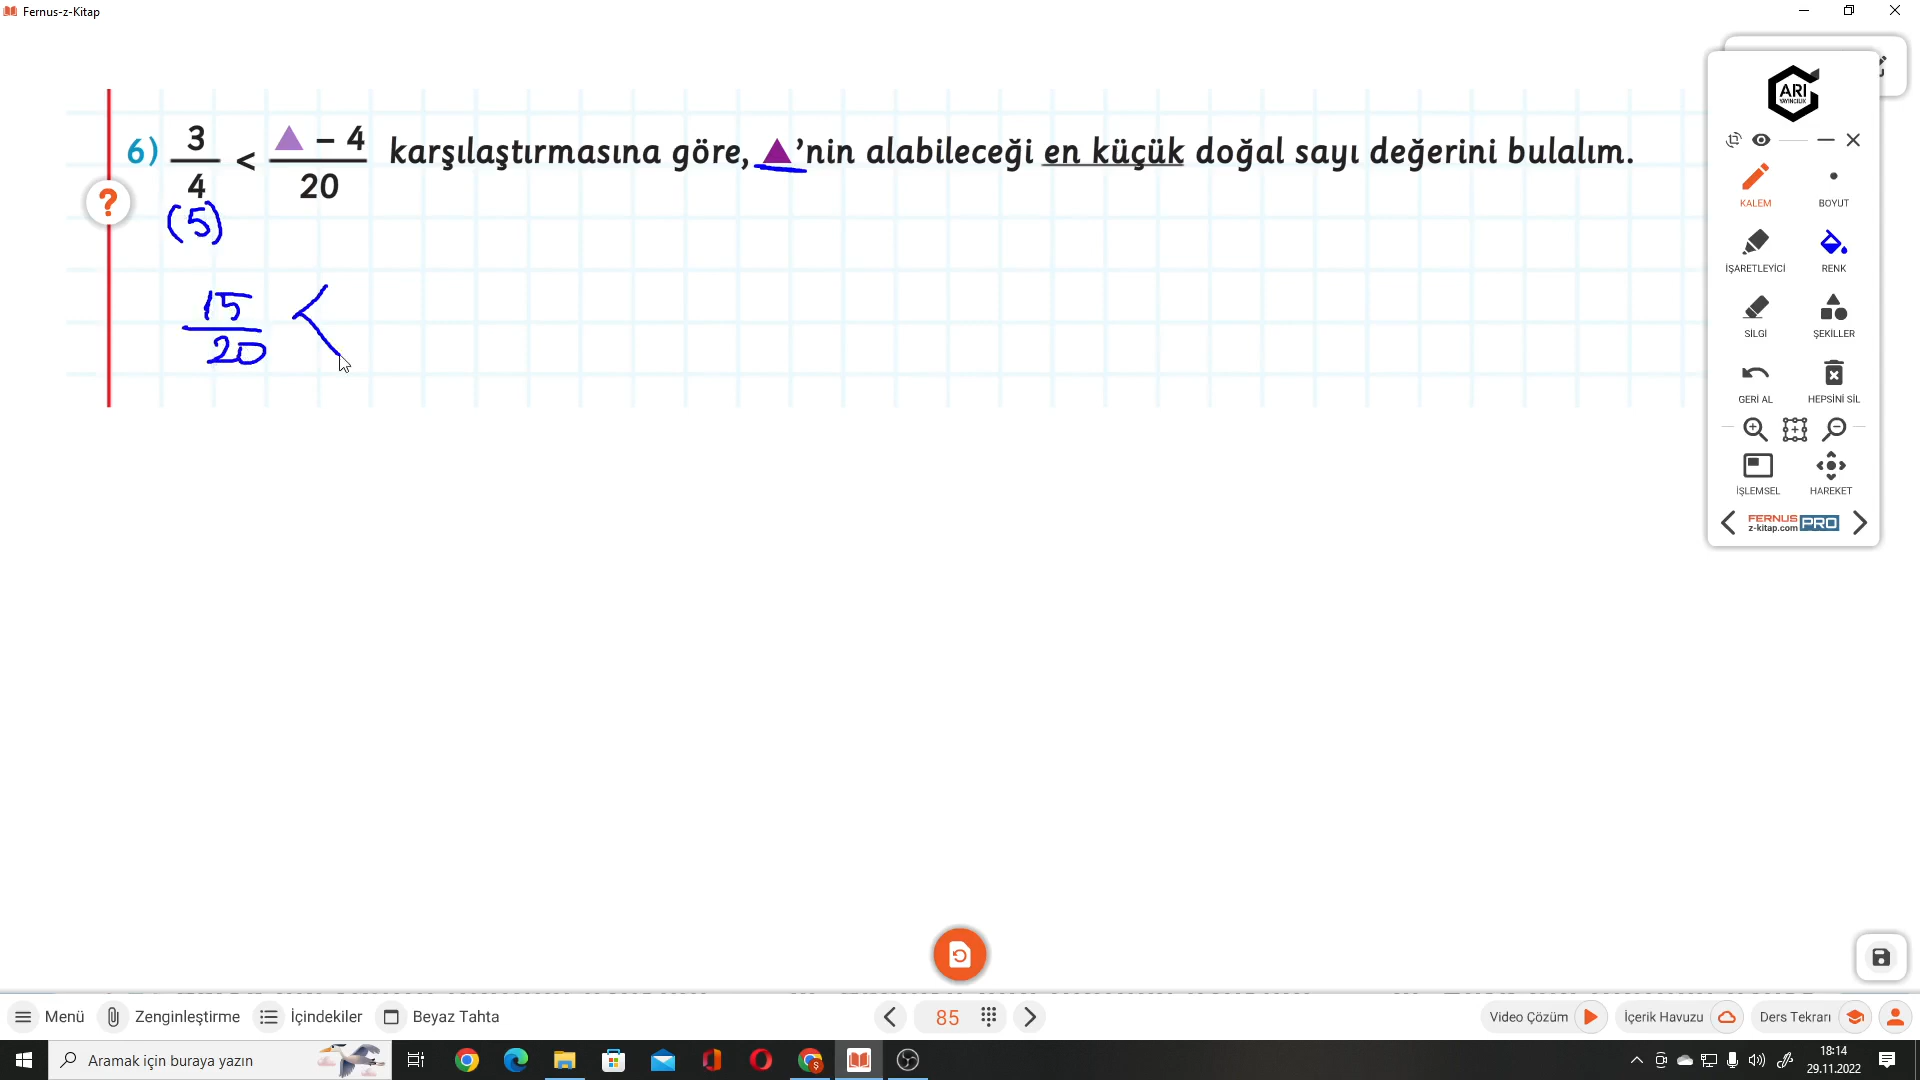 Fernus-z-Kitap
ARI
YAYINCILIK
6) 3/4 < ▲ – 4/20 karşılaştırmasına göre, ▲'nin alabileceği en küçük doğal sayı değerini bulalım.
?
(5)
15/20 <
KALEM BOYUT
İŞARETLEYİCİ RENK
SİLGİ ŞEKİLLER
GERİ AL HEPSİNİ SİL
İŞLEMSEL HAREKET
FERNUS PRO
z-kitap.com
Menü Zenginleştirme İçindekiler Beyaz Tahta 85 Video Çözüm İçerik Havuzu Ders Tekrarı
Aramak için buraya yazın
18:14
29.11.2022